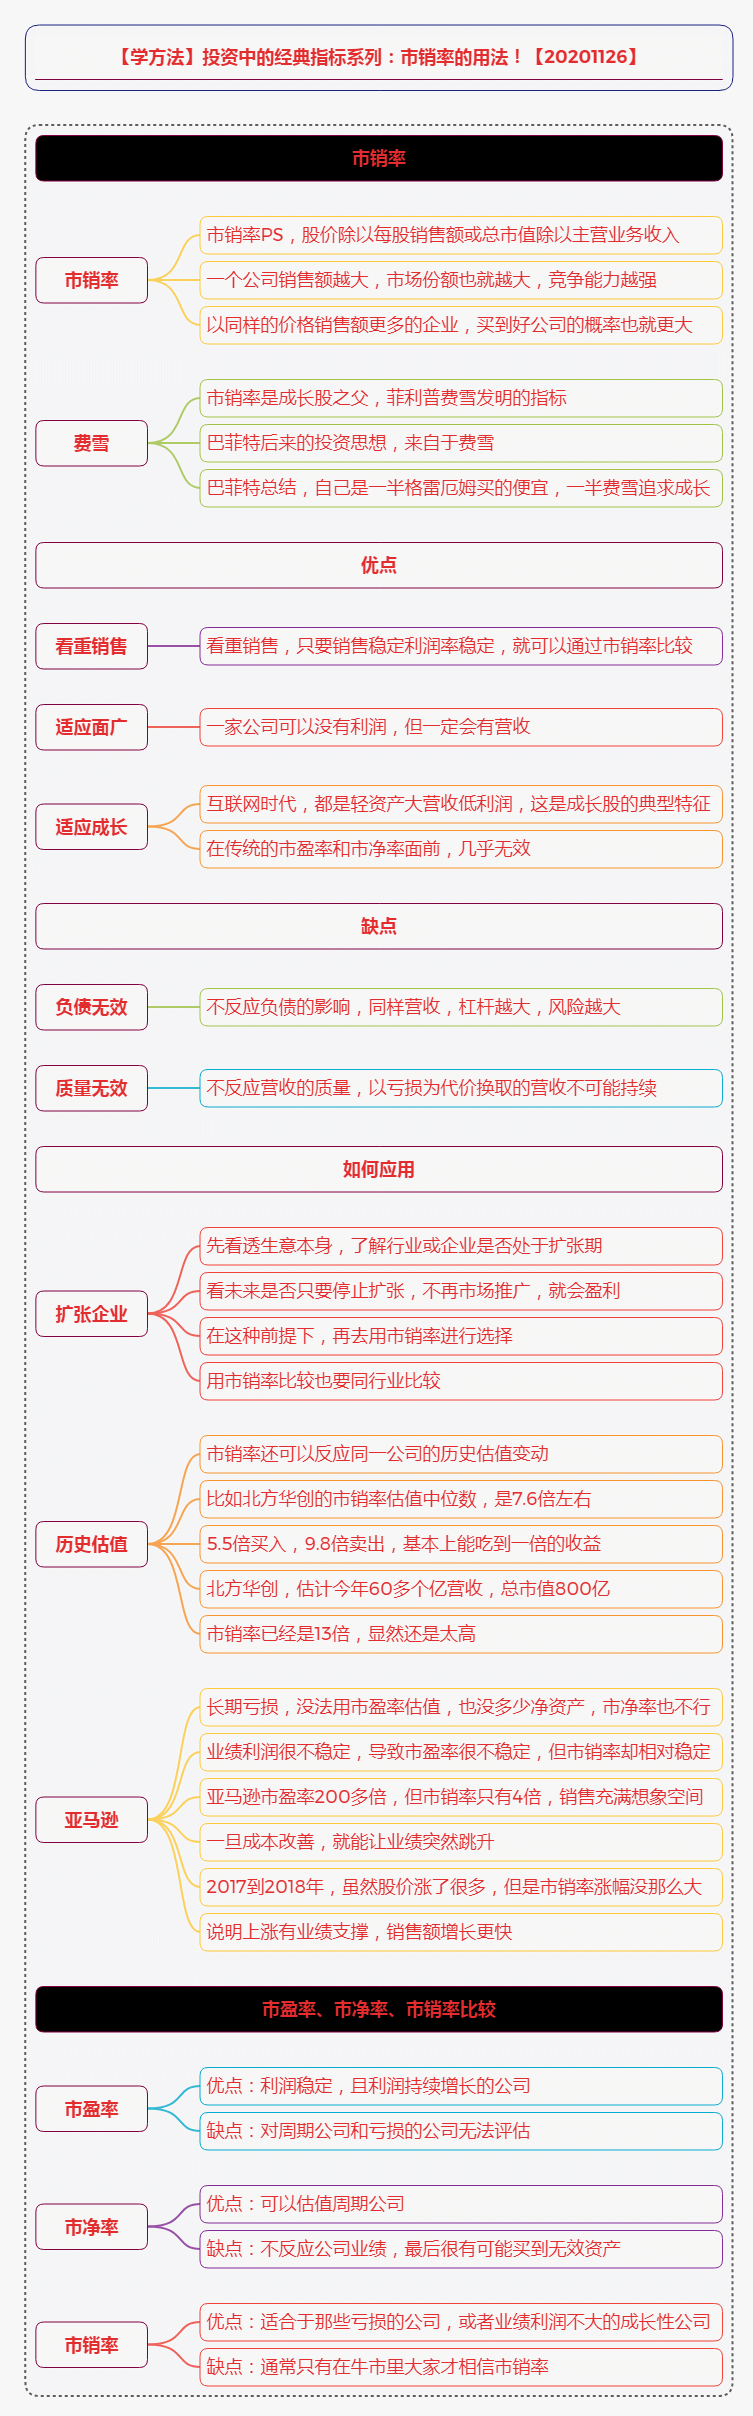 【学方法】投资中的经典指标系列：市销率的用法！【20201126】
市销率
市销率
市销率PS，股价除以每股销售额或总市值除以主营业务收入
一个公司销售额越大，市场份额也就越大，竞争能力越强
以同样的价格销售额更多的企业，买到好公司的概率也就更大
费雪
市销率是成长股之父，菲利普费雪发明的指标
巴菲特后来的投资思想，来自于费雪
巴菲特总结，自己是一半格雷厄姆买的便宜，一半费雪追求成长
优点
看重销售
看重销售，只要销售稳定利润率稳定，就可以通过市销率比较
适应面广
一家公司可以没有利润，但一定会有营收
适应成长
互联网时代，都是轻资产大营收低利润，这是成长股的典型特征
在传统的市盈率和市净率面前，几乎无效
缺点
负债无效
不反应负债的影响，同样营收，杠杆越大，风险越大
质量无效
不反应营收的质量，以亏损为代价换取的营收不可能持续
如何应用
扩张企业
先看透生意本身，了解行业或企业是否处于扩张期
看未来是否只要停止扩张，不再市场推广，就会盈利
在这种前提下，再去用市销率进行选择
用市销率比较也要同行业比较
历史估值
市销率还可以反应同一公司的历史估值变动
比如北方华创的市销率估值中位数，是7.6倍左右
5.5倍买入，9.8倍卖出，基本上能吃到一倍的收益
北方华创，估计今年60多个亿营收，总市值800亿
市销率已经是13倍，显然还是太高
亚马逊
长期亏损，没法用市盈率估值，也没多少净资产，市净率也不行
业绩利润很不稳定，导致市盈率很不稳定，但市销率却相对稳定
亚马逊市盈率200多倍，但市销率只有4倍，销售充满想象空间
一旦成本改善，就能让业绩突然跳升
2017到2018年，虽然股价涨了很多，但是市销率涨幅没那么大
说明上涨有业绩支撑，销售额增长更快
市盈率、市净率、市销率比较
市盈率
优点：利润稳定，且利润持续增长的公司
缺点：对周期公司和亏损的公司无法评估
市净率
优点：可以估值周期公司
缺点：不反应公司业绩，最后很有可能买到无效资产
市销率
优点：适合于那些亏损的公司，或者业绩利润不大的成长性公司
缺点：通常只有在牛市里大家才相信市销率